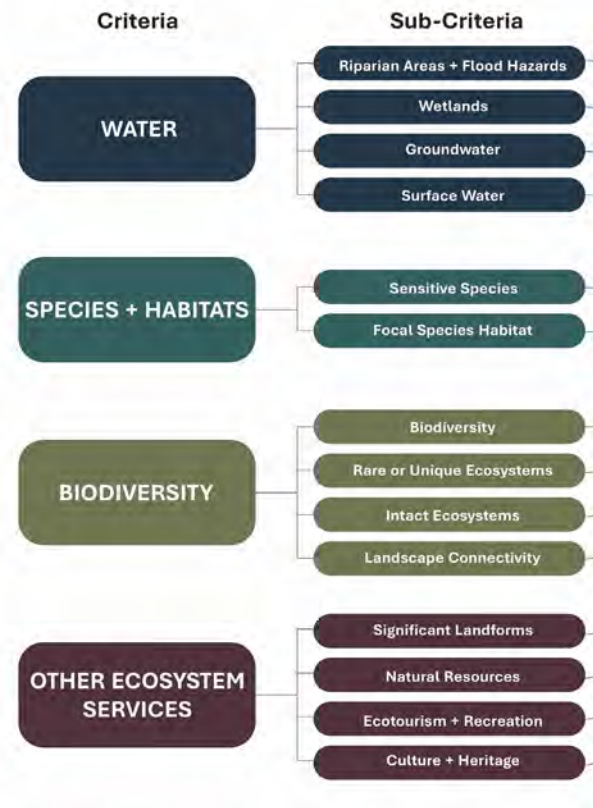 Criteria
Sub-Criteria
WATER
Riparian Areas + Flood Hazards
Wetlands
Groundwater
Surface Water
SPECIES + HABITATS
Sensitive Species
Focal Species Habitat
BIODIVERSITY
Biodiversity
Rare or Unique Ecosystems
Intact Ecosystems
Landscape Connectivity
OTHER ECOSYSTEM
SERVICES
Significant Landforms
Natural Resources
Ecotourism + Recreation
Culture + Heritage